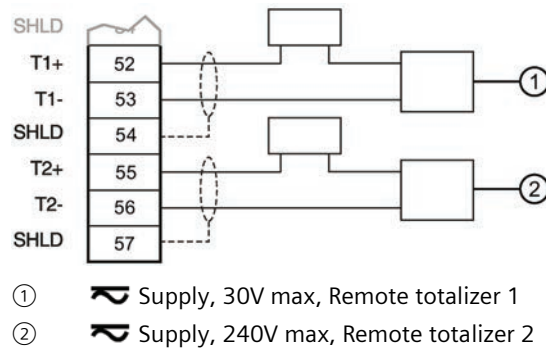 SHLD
T1+ 52
T1- 53
①
SHLD 54
T2+ 55
T2- 56
②
SHLD 57
① Supply, 30V max, Remote totalizer 1
② Supply, 240V max, Remote totalizer 2